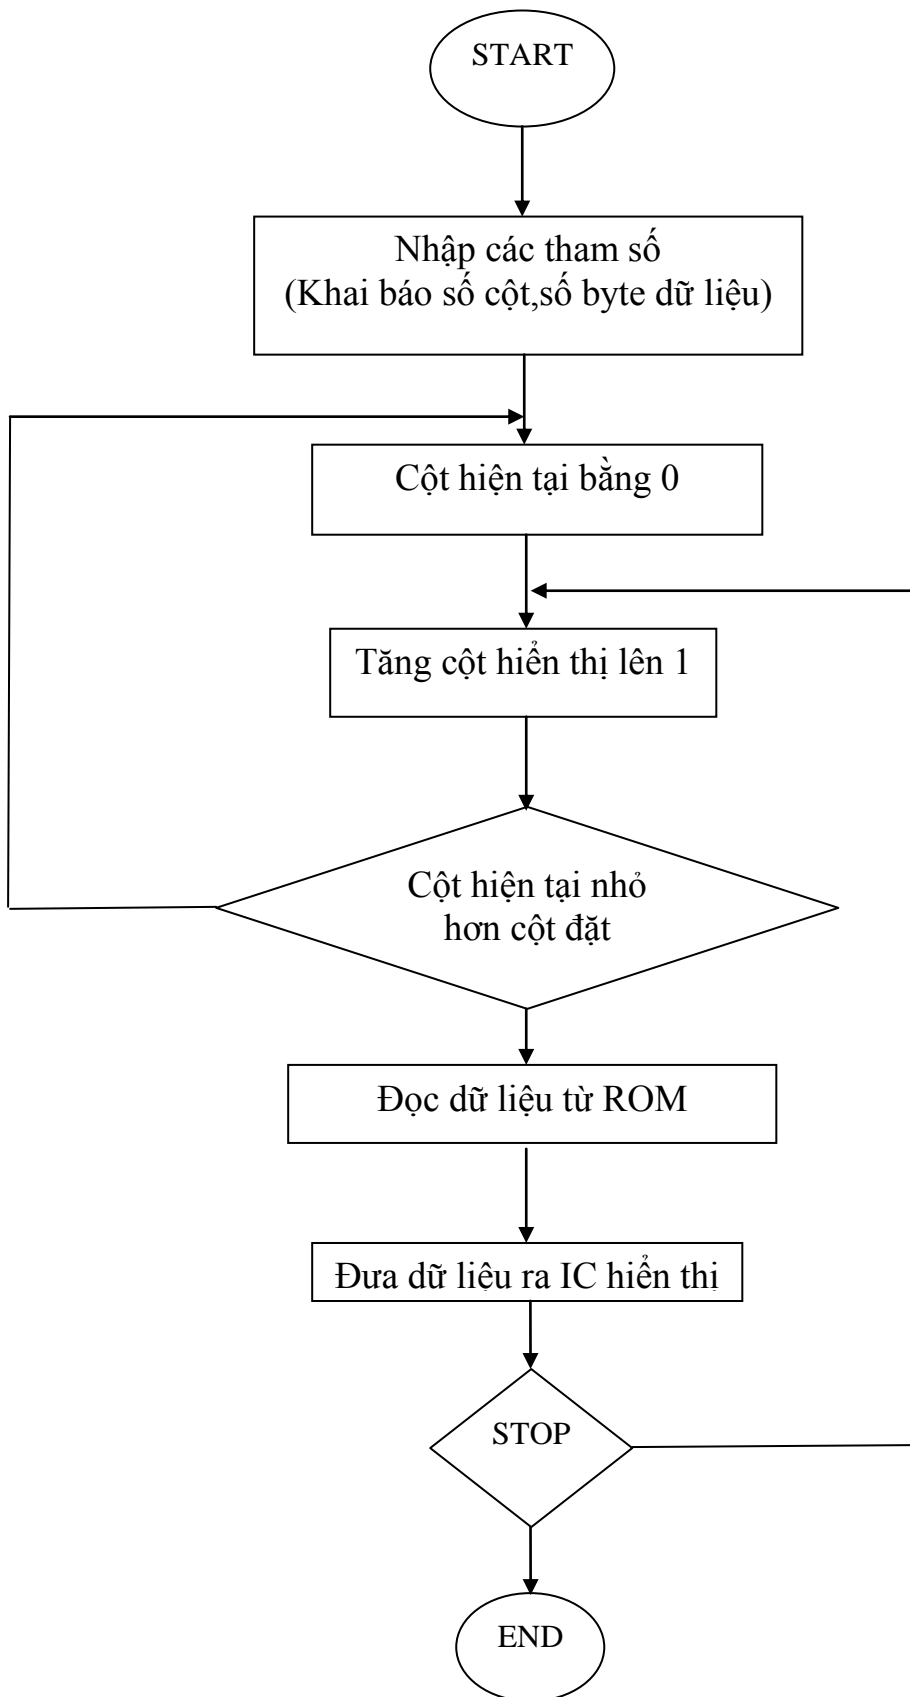 START
Nhập các tham số
(Khai báo số cột,số byte dữ liệu)
Cột hiện tại bằng 0
Tăng cột hiển thị lên 1
Cột hiện tại nhỏ
hơn cột đặt
Đọc dữ liệu từ ROM
Đưa dữ liệu ra IC hiển thị
STOP
END